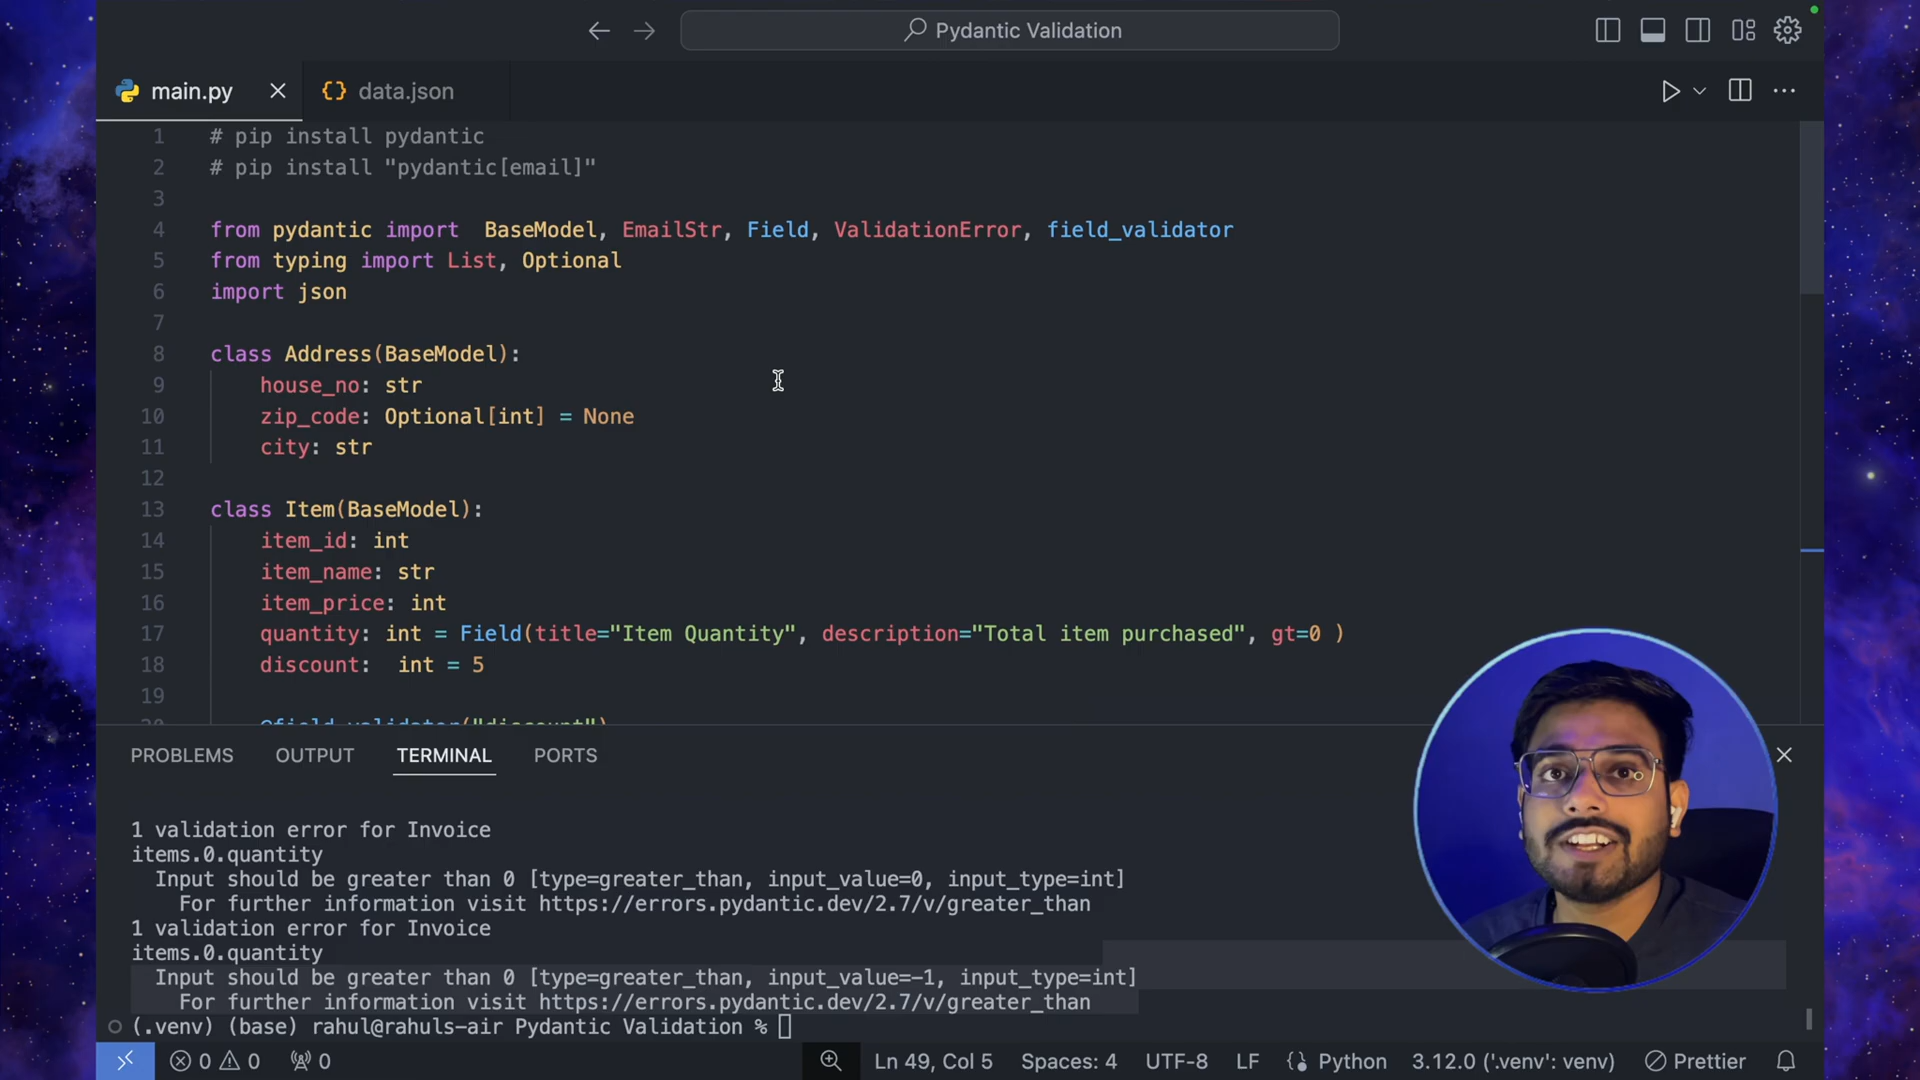 Pydantic Validation
main.py
{} data.json
1 # pip install pydantic
2 # pip install "pydantic[email]"
3
4 from pydantic import  BaseModel, EmailStr, Field, ValidationError, field_validator
5 from typing import List, Optional
6 import json
7
8 class Address(BaseModel):
9     house_no: str
10     zip_code: Optional[int] = None
11     city: str
12
13 class Item(BaseModel):
14     item_id: int
15     item_name: str
16     item_price: int
17     quantity: int = Field(title="Item Quantity", description="Total item purchased", gt=0 )
18     discount:  int = 5
19
20     @field_validator("discount")
PROBLEMS OUTPUT TERMINAL PORTS
1 validation error for Invoice
items.0.quantity
  Input should be greater than 0 [type=greater_than, input_value=0, input_type=int]
    For further information visit https://errors.pydantic.dev/2.7/v/greater_than
1 validation error for Invoice
items.0.quantity
  Input should be greater than 0 [type=greater_than, input_value=-1, input_type=int]
    For further information visit https://errors.pydantic.dev/2.7/v/greater_than
(.venv) (base) rahul@rahuls-air Pydantic Validation %
0 0 0 Ln 49, Col 5 Spaces: 4 UTF-8 LF Python 3.12.0 ('.venv': venv) Prettier